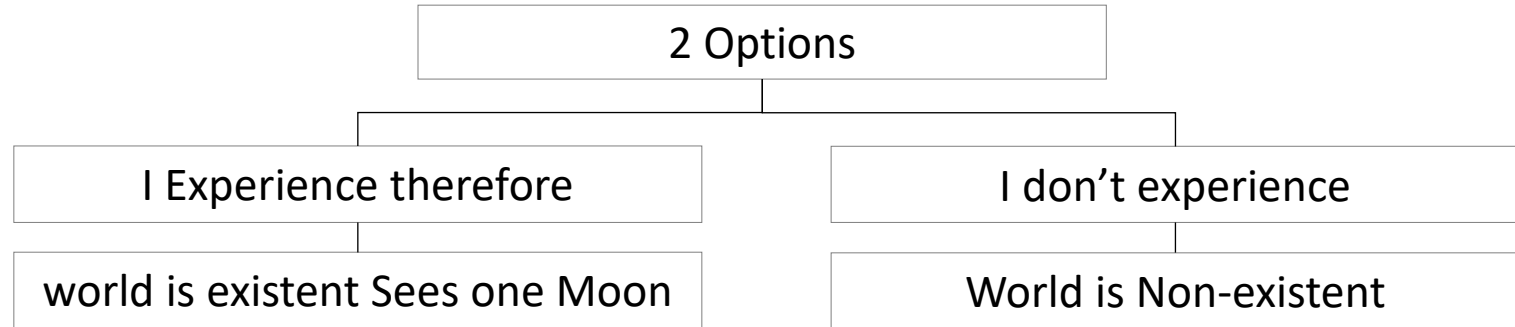 2 Options
I Experience therefore
I don’t experience
world is existent Sees one Moon
World is Non-existent